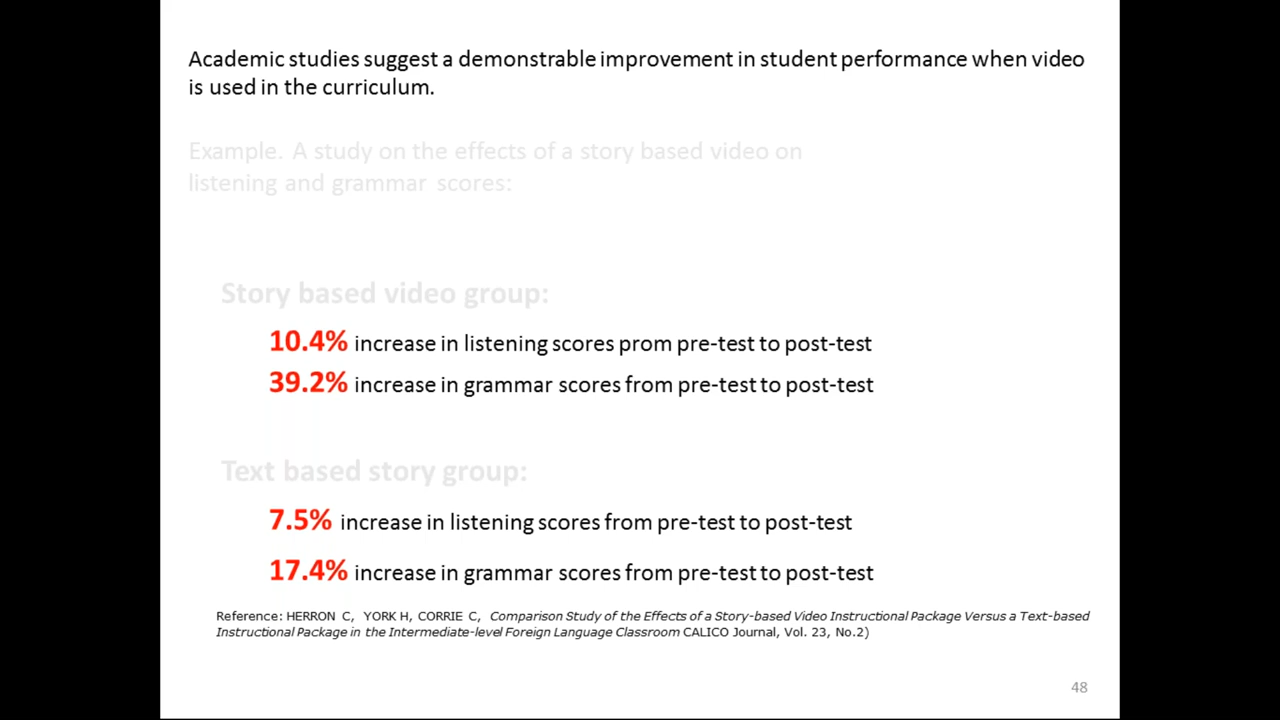 Academic studies suggest a demonstrable improvement in student performance when video
is used in the curriculum.
Example. A study on the effects of a story based video on
listening and grammar scores:
Story based video group:
10.4% increase in listening scores prom pre-test to post-test
39.2% increase in grammar scores from pre-test to post-test
Text based story group:
7.5% increase in listening scores from pre-test to post-test
17.4% increase in grammar scores from pre-test to post-test
Reference: HERRON C, YORK H, CORRIE C, Comparison Study of the Effects of a Story-based Video Instructional Package Versus a Text-based
Instructional Package in the Intermediate-level Foreign Language Classroom CALICO Journal, Vol. 23, No.2)
48